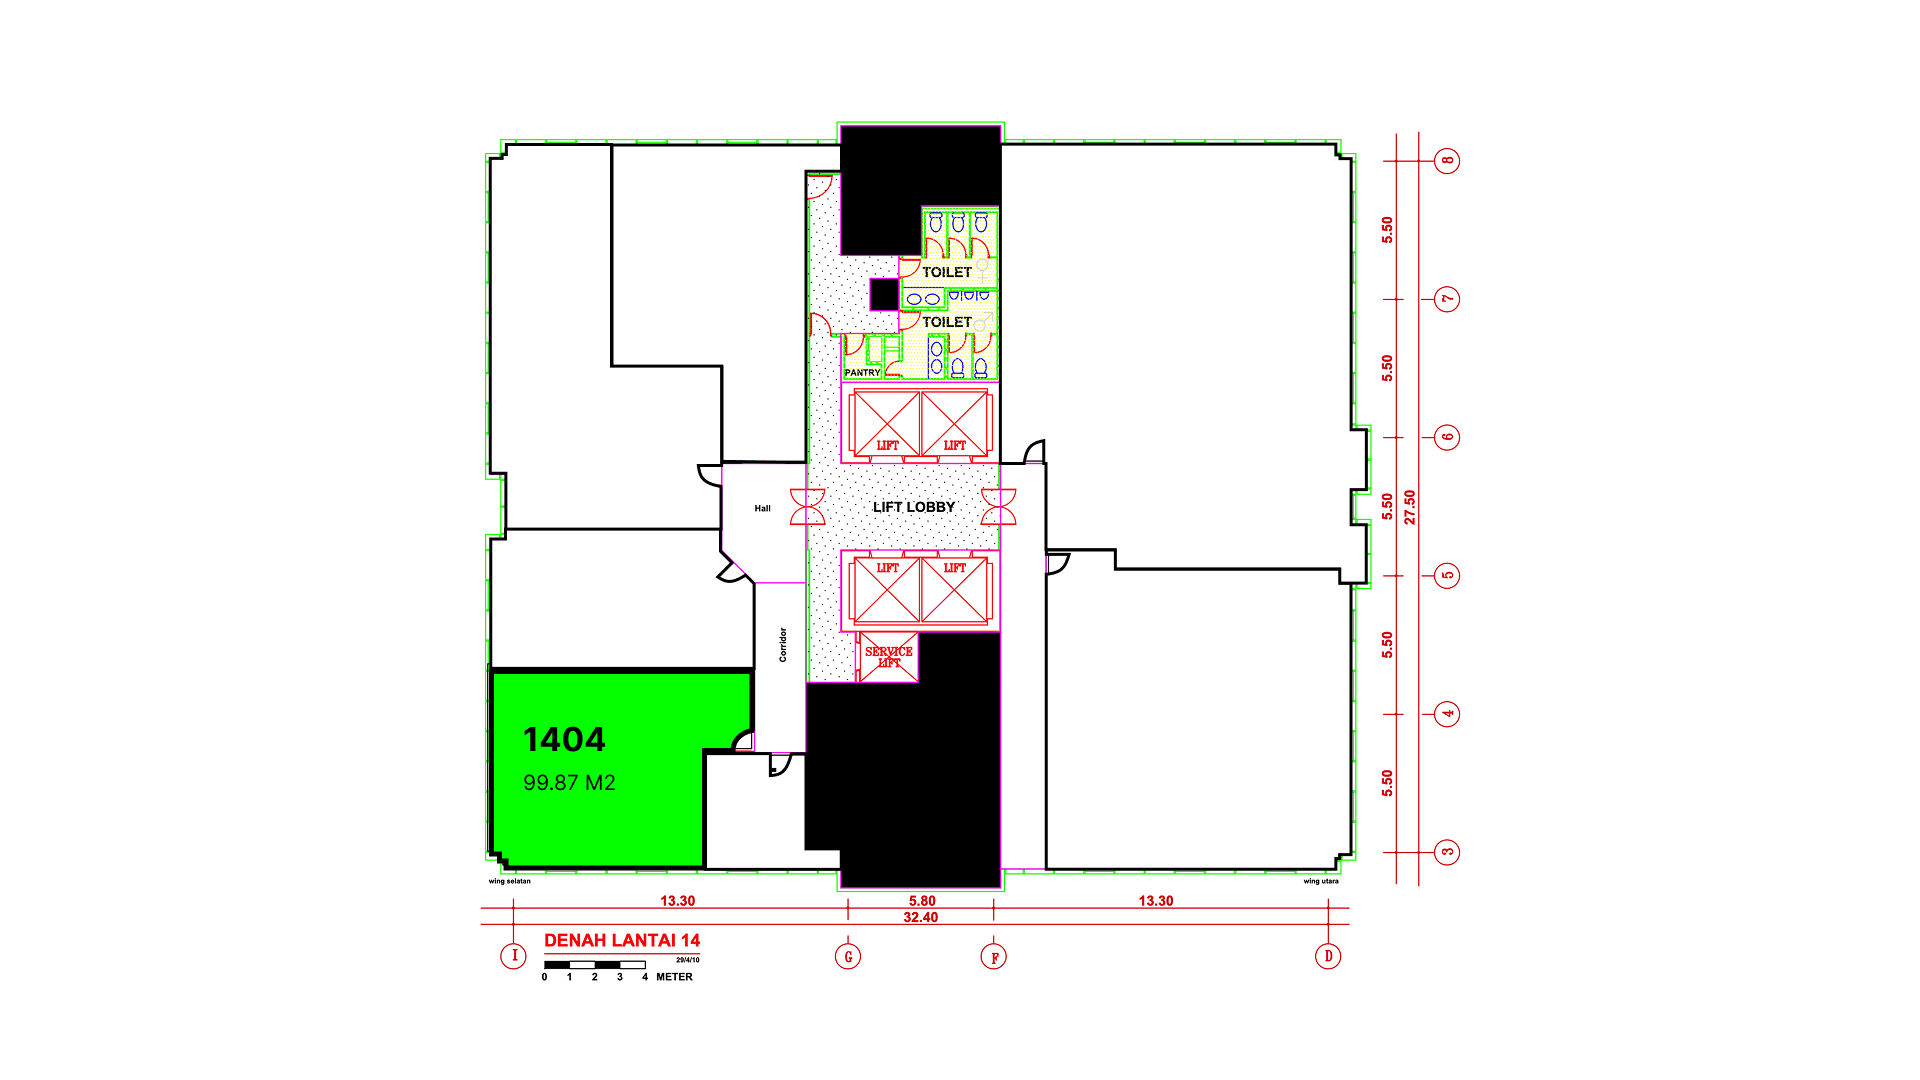 8
TOILET
5.50
7
TOILET
5.50
PANTRY
6
LIFT
LIFT
Hall
LIFT LOBBY
5.50
27.50
LIFT
LIFT
5
Corridor
SERVICE
LIFT
5.50
1404
4
99.87 M2
5.50
3
wing selatan
wing utara
13.30
5.80
13.30
32.40
DENAH LANTAI 14
I
G
F
D
29/4/10
0 1 2 3 4 METER